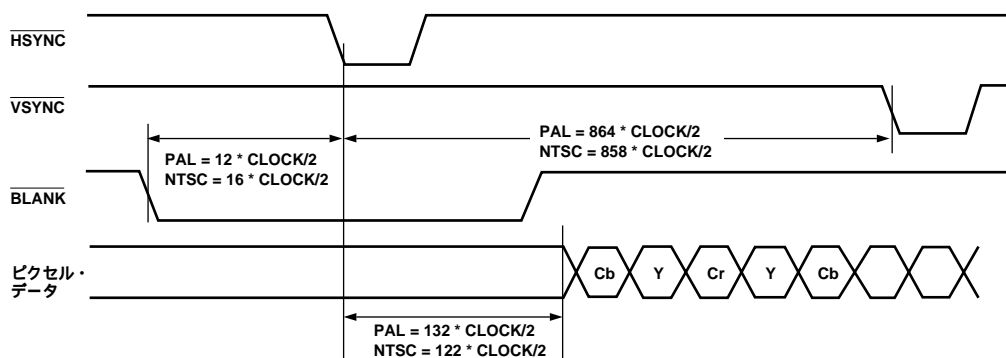 HSYNC
VSYNC
PAL = 864 * CLOCK/2
NTSC = 858 * CLOCK/2
PAL = 12 * CLOCK/2
NTSC = 16 * CLOCK/2
BLANK
ピクセル・
データ
Cb Y Cr Y Cb
PAL = 132 * CLOCK/2
NTSC = 122 * CLOCK/2